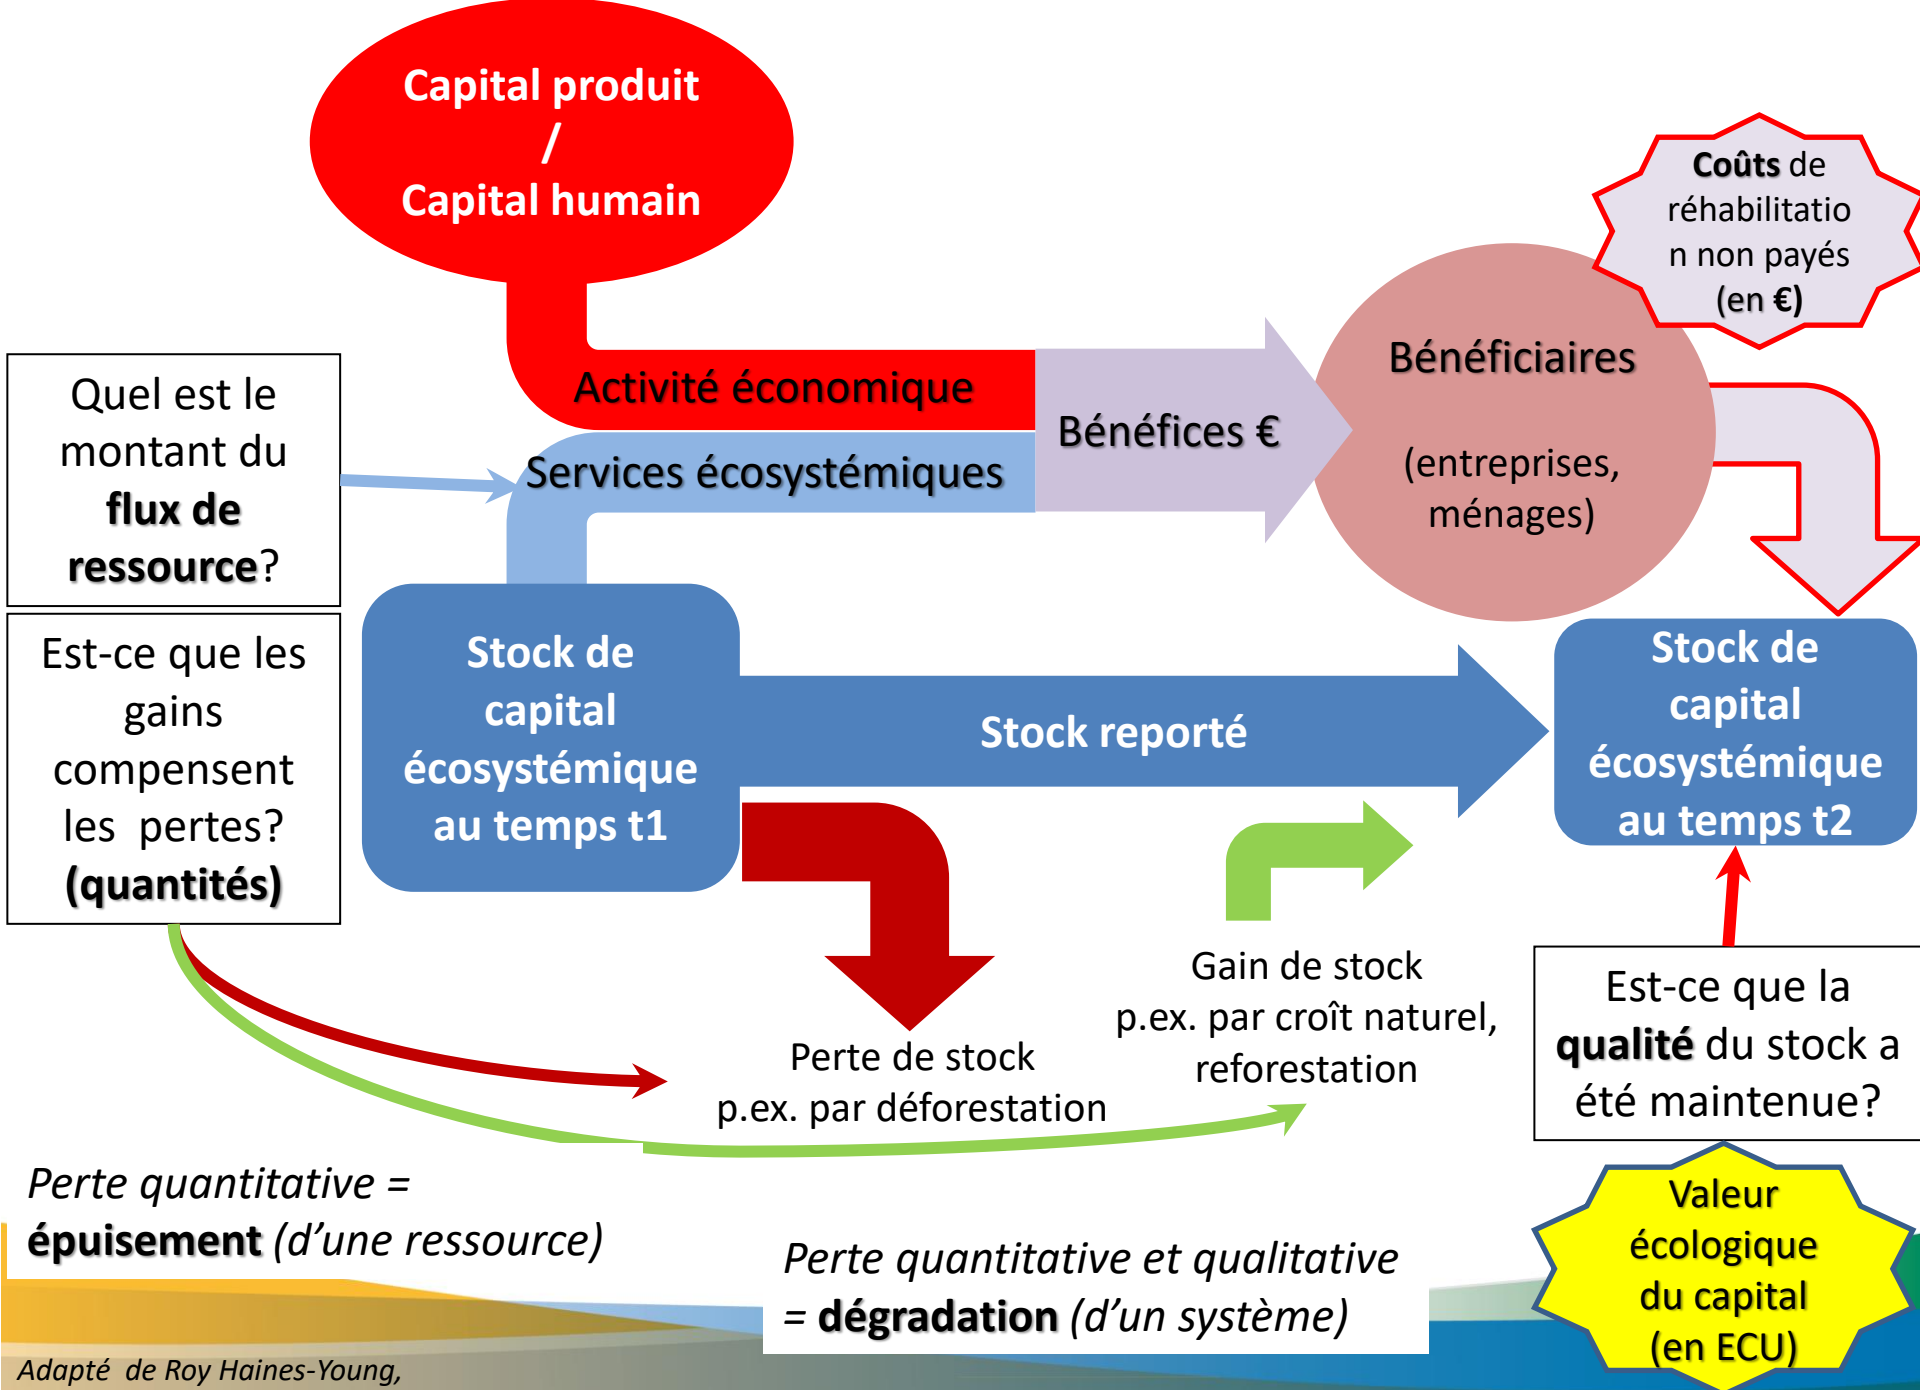 Capital produit
/
Capital humain
Coûts de
réhabilitatio
n non payés
(en €)
Quel est le
montant du
flux de
ressource?
Activité économique
Services écosystémiques
Bénéfices €
Bénéficiaires
(entreprises,
ménages)
Est-ce que les
gains
compensent
les pertes?
(quantités)
Stock de
capital
écosystémique
au temps t1
Stock reporté
Stock de
capital
écosystémique
au temps t2
Perte de stock
p.ex. par déforestation
Gain de stock
p.ex. par croît naturel,
reforestation
Est-ce que la
qualité du stock a
été maintenue?
Perte quantitative =
épuisement (d’une ressource)
Perte quantitative et qualitative
= dégradation (d’un système)
Valeur
écologique
du capital
(en ECU)
Adapté de Roy Haines-Young,